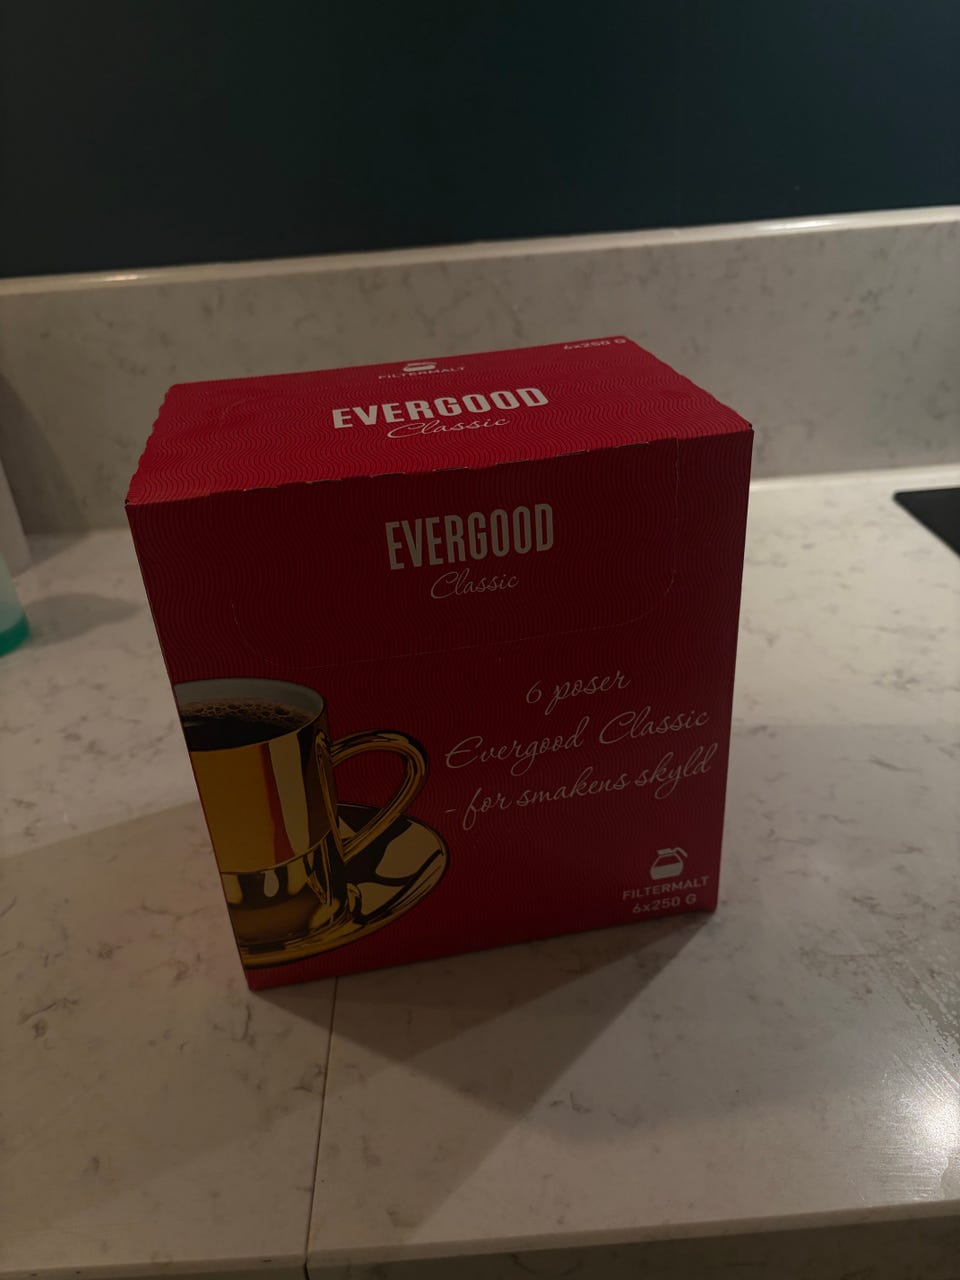 FILTERMALT
6x250 G
EVERGOOD
Classic
EVERGOOD
Classic
6 poser
Evergood Classic
- for smakens skyld
FILTERMALT
6x250 G